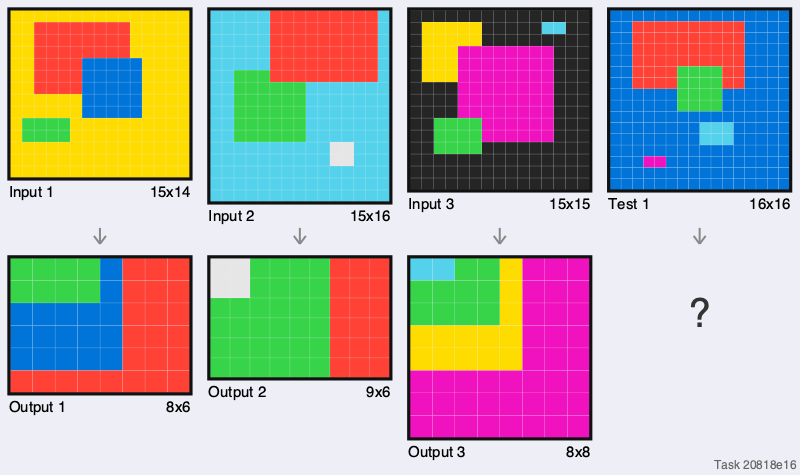 Input 1 15x14
Input 2 15x16
Input 3 15x15
Test 1 16x16
?
Output 1 8x6
Output 2 9x6
Output 3 8x8
Task 20818e16